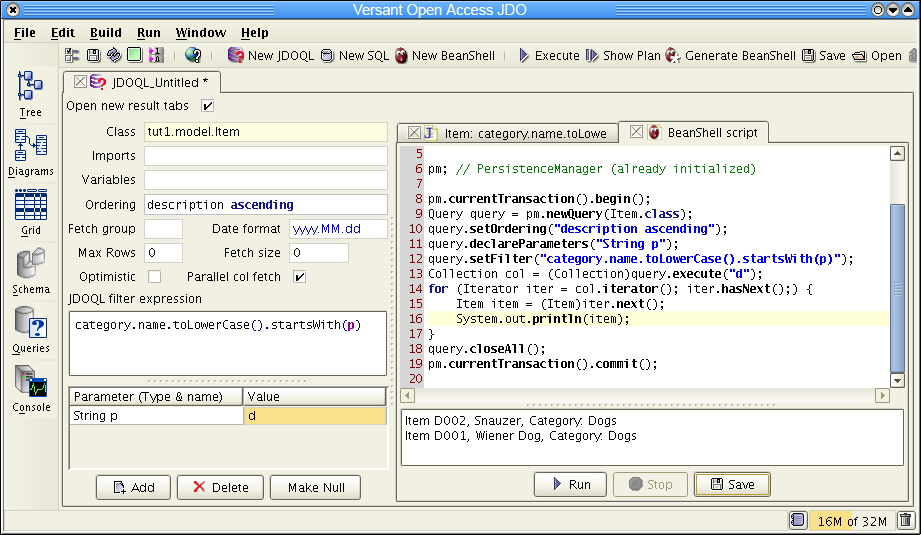 Versant Open Access JDO
File Edit Build Run Window Help
New JDOQL New SQL New BeanShell Execute Show Plan Generate BeanShell Save Open
Tree
Diagrams
Grid
Schema
Queries
Console
JDOQL_Untitled *
Open new result tabs
Class tut1.model.Item
Imports
Variables
Ordering description ascending
Fetch group Date format yyyy.MM.dd
Max Rows 0 Fetch size 0
Optimistic Parallel col fetch
JDOQL filter expression
category.name.toLowerCase().startsWith(p)
Parameter (Type & name) Value
String p d
Add Delete Make Null
Item: category.name.toLowe BeanShell script
5
6 pm; // PersistenceManager (already initialized)
7
8 pm.currentTransaction().begin();
9 Query query = pm.newQuery(Item.class);
10 query.setOrdering("description ascending");
11 query.declareParameters("String p");
12 query.setFilter("category.name.toLowerCase().startsWith(p)");
13 Collection col = (Collection)query.execute("d");
14 for (Iterator iter = col.iterator(); iter.hasNext();) {
15 Item item = (Item)iter.next();
16 System.out.println(item);
17 }
18 query.closeAll();
19 pm.currentTransaction().commit();
20
Item D002, Snauzer, Category: Dogs
Item D001, Wiener Dog, Category: Dogs
Run Stop Save
16M of 32M